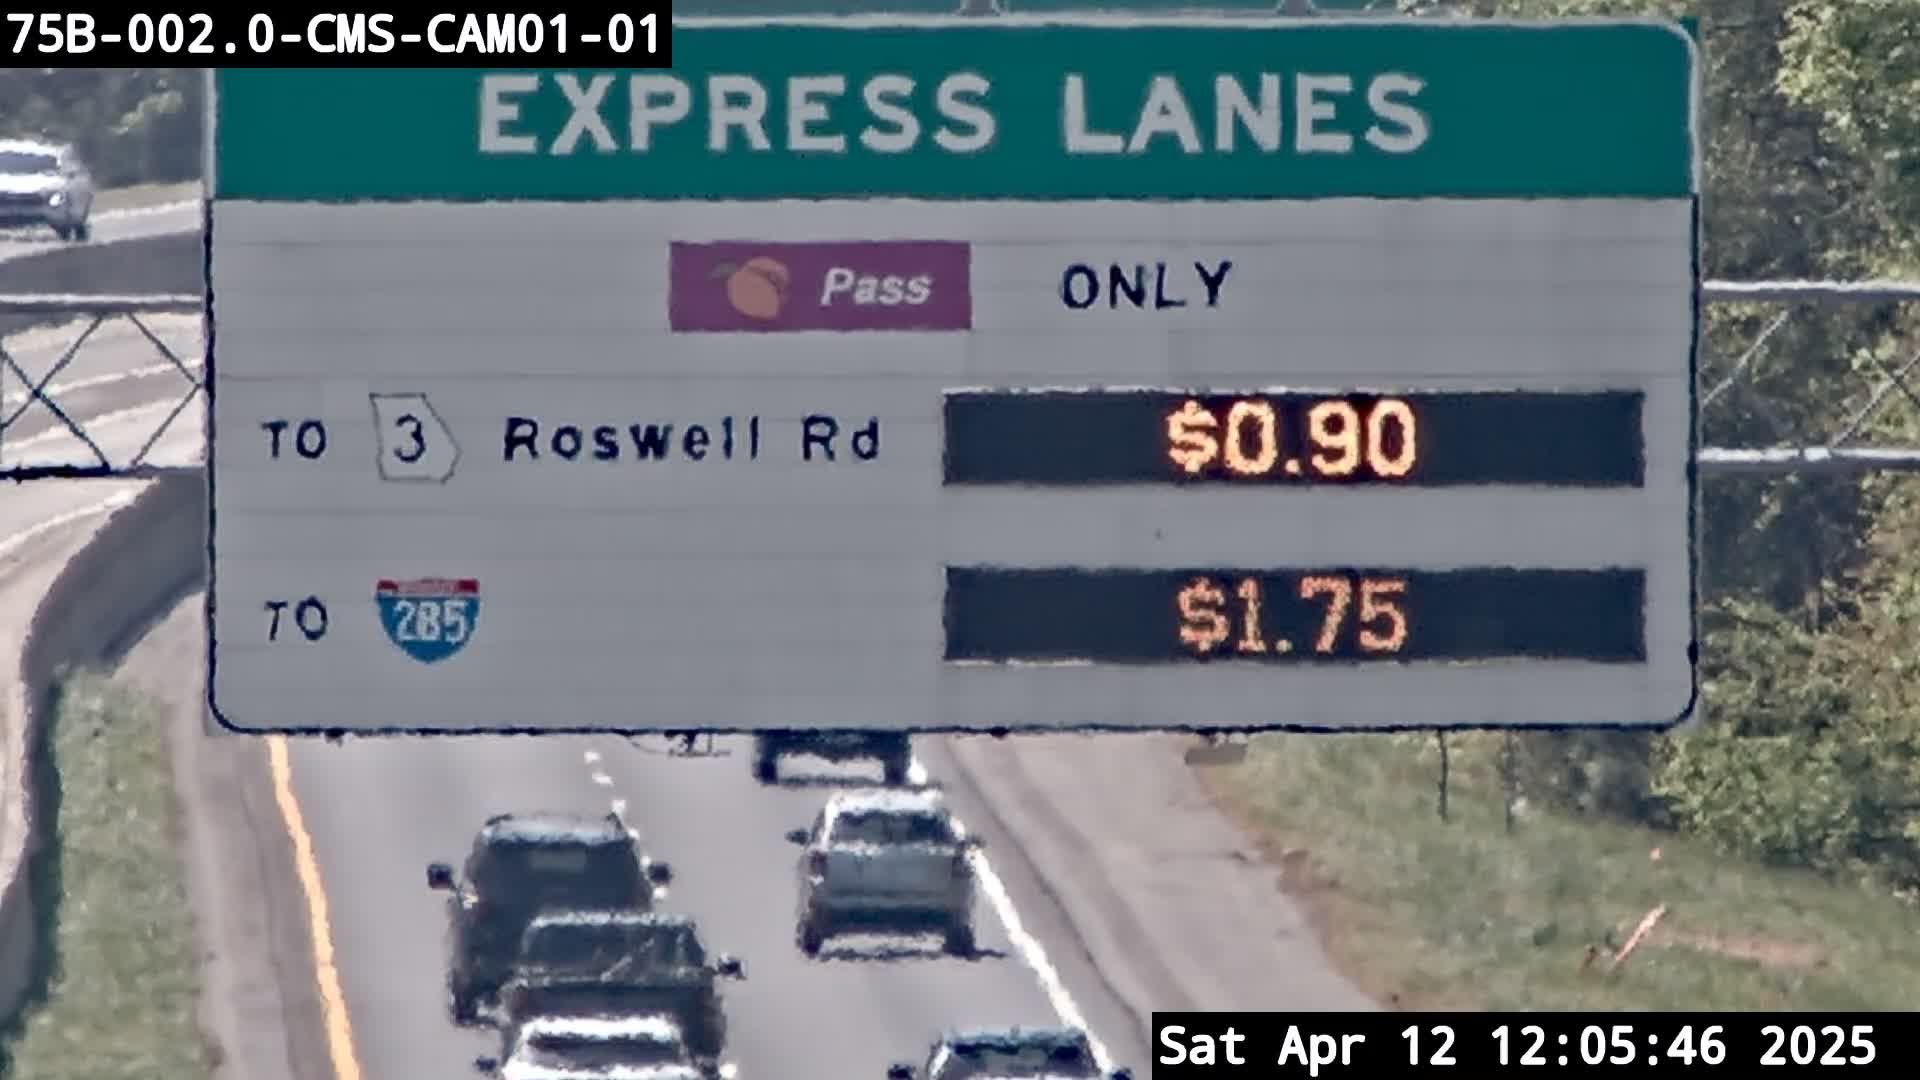 75B-002.0-CMS-CAM01-01
EXPRESS LANES
Pass ONLY
TO 3 Roswell Rd $0.90
TO 285 $1.75
Sat Apr 12 12:05:46 2025